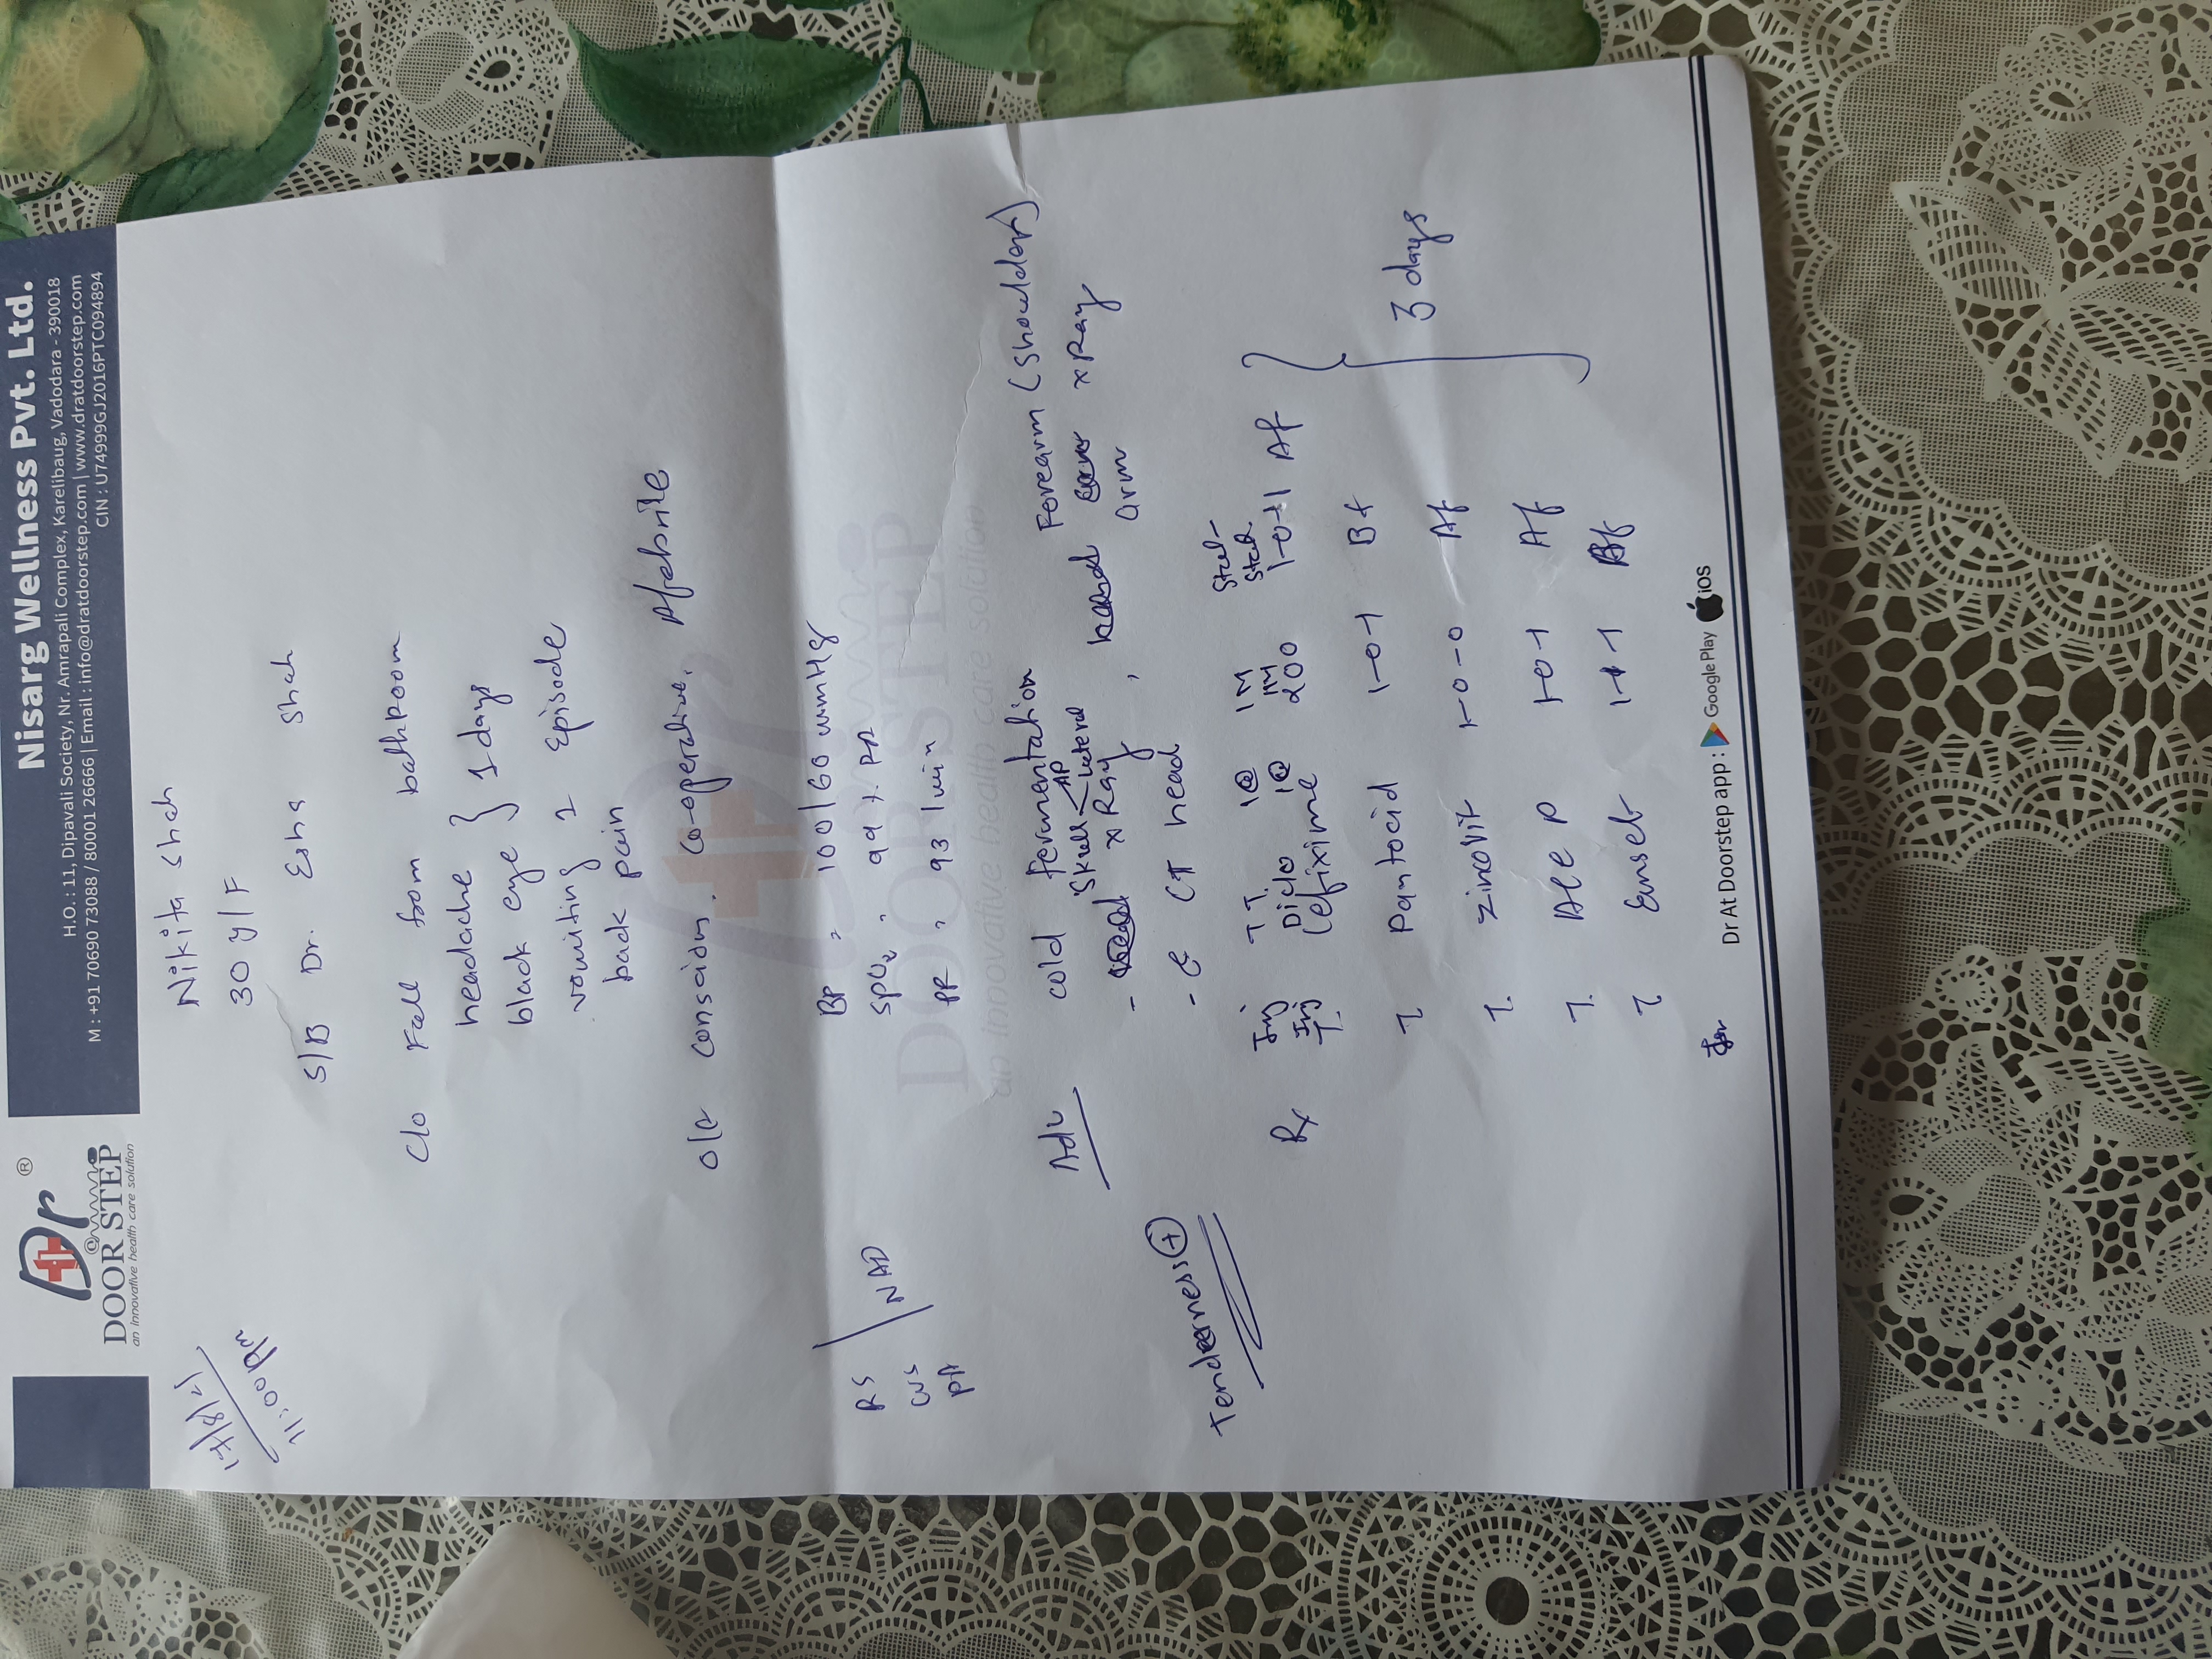 Dr ®
@
DOOR STEP
an innovative health care solution
Nisarg Wellness Pvt. Ltd.
H.O. : 11, Dipavali Society, Nr. Amrapali Complex, Karelibaug, Vadodara - 390018
M : +91 70690 73088 / 80001 26666 | Email : info@dratdoorstep.com | www.dratdoorstep.com
CIN : U74999GJ2016PTC094894
17/8/21
11:00 pm
Nikita Shah
30 y/F
S/B Dr. Esha Shah
C/o Fall from bathroom
headache
black eye } 1 days
vomiting 1 Episode
back pain
O/E conscious. co-operative. Afebrile
RS
CVS
PA
NAD
BP = 100/60 mmHg
SPO2 = 99 % RA
PR = 93 /min
Dr
DOOR STEP
an innovative health care solution
Adv cold fermentation
Skull AP Lateral Forearm (Shoulder)
- x Ray , x Ray
arm
- CT head
Tenderness +
Rx Inj TT. 1 IM Stat
Inj Diclo 1 IM Stat
T. Cefixime 200 1-0-1 Af
T Pantocid 1-0-1 Bf
T. Zincovit 1-0-0 Af
T. Ace P 1-0-1 Af
T Emset 1-1-1 Bf
3 days
Dr At Doorstep app : Google Play iOS